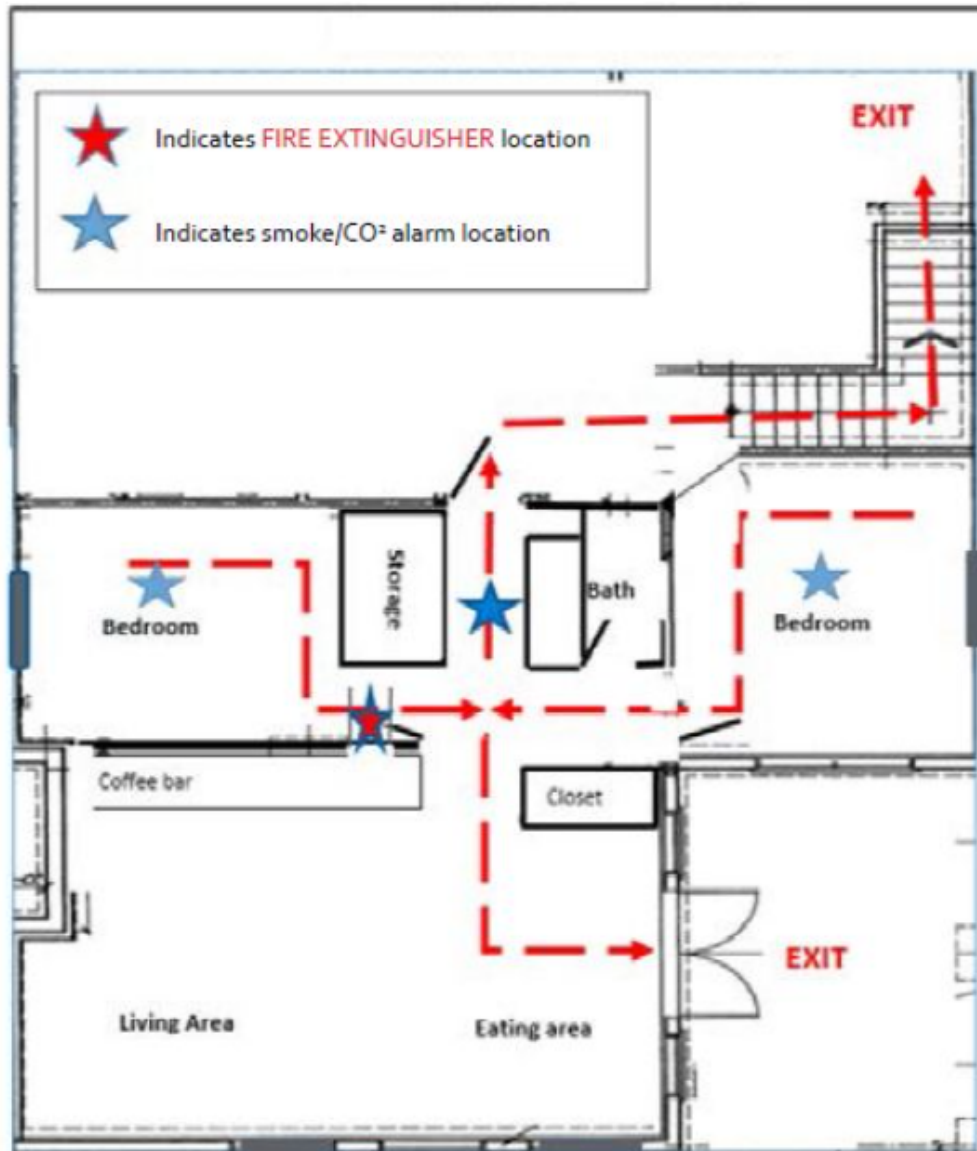 EXIT
Indicates FIRE EXTINGUISHER location
Indicates smoke/CO² alarm location
Storage
Bath
Bedroom
Bedroom
Coffee bar
Closet
EXIT
Living Area
Eating area